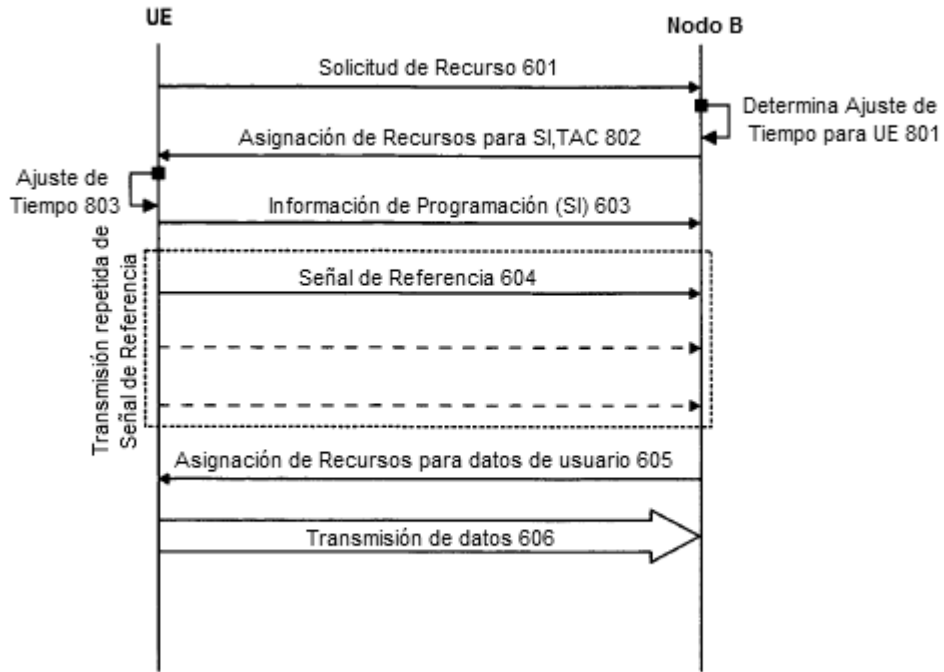 UE
Nodo B
Solicitud de Recurso 601
Determina Ajuste de
Tiempo para UE 801
Asignación de Recursos para SI,TAC 802
Ajuste de
Tiempo 803
Información de Programación (SI) 603
Transmisión repetida de
Señal de Referencia
Señal de Referencia 604
Asignación de Recursos para datos de usuario 605
Transmisión de datos 606